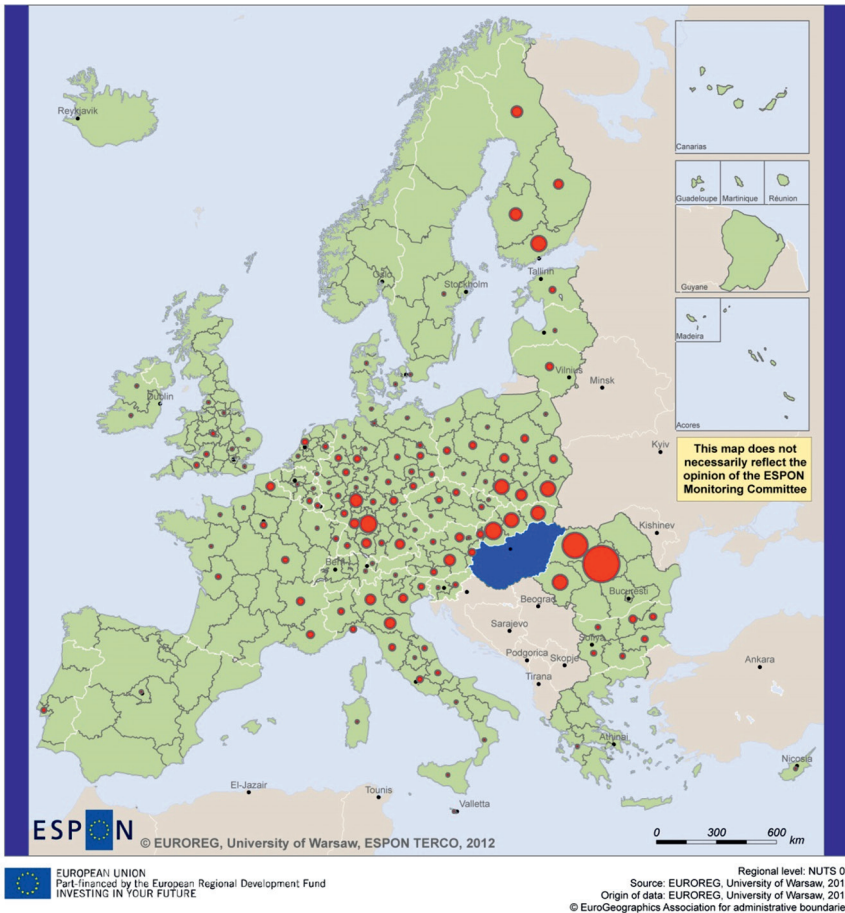 Reykjavik
Canarias
Guadeloupe
Martinique
Réunion
Guyane
Madeira
Acores
Oslo
Stockholm
Tallinn
Vilnius
Minsk
Dublin
Kyiv
This map does not
necessarily reflect the
opinion of the ESPON
Monitoring Committee
Kishinev
Bern
Bucuresti
Beograd
Sarajevo
Sofiya
Podgorica
Skopje
Tirana
Ankara
Athinai
Nicosia
El-Jazair
Tounis
Valletta
ESPON
© EUROREG, University of Warsaw, ESPON TERCO, 2012
0 300 600 km
EUROPEAN UNION
Part-financed by the European Regional Development Fund
INVESTING IN YOUR FUTURE
Regional level: NUTS 0
Source: EUROREG, University of Warsaw, 201
Origin of data: EUROREG, University of Warsaw, 201
© EuroGeographics Association for administrative boundarie